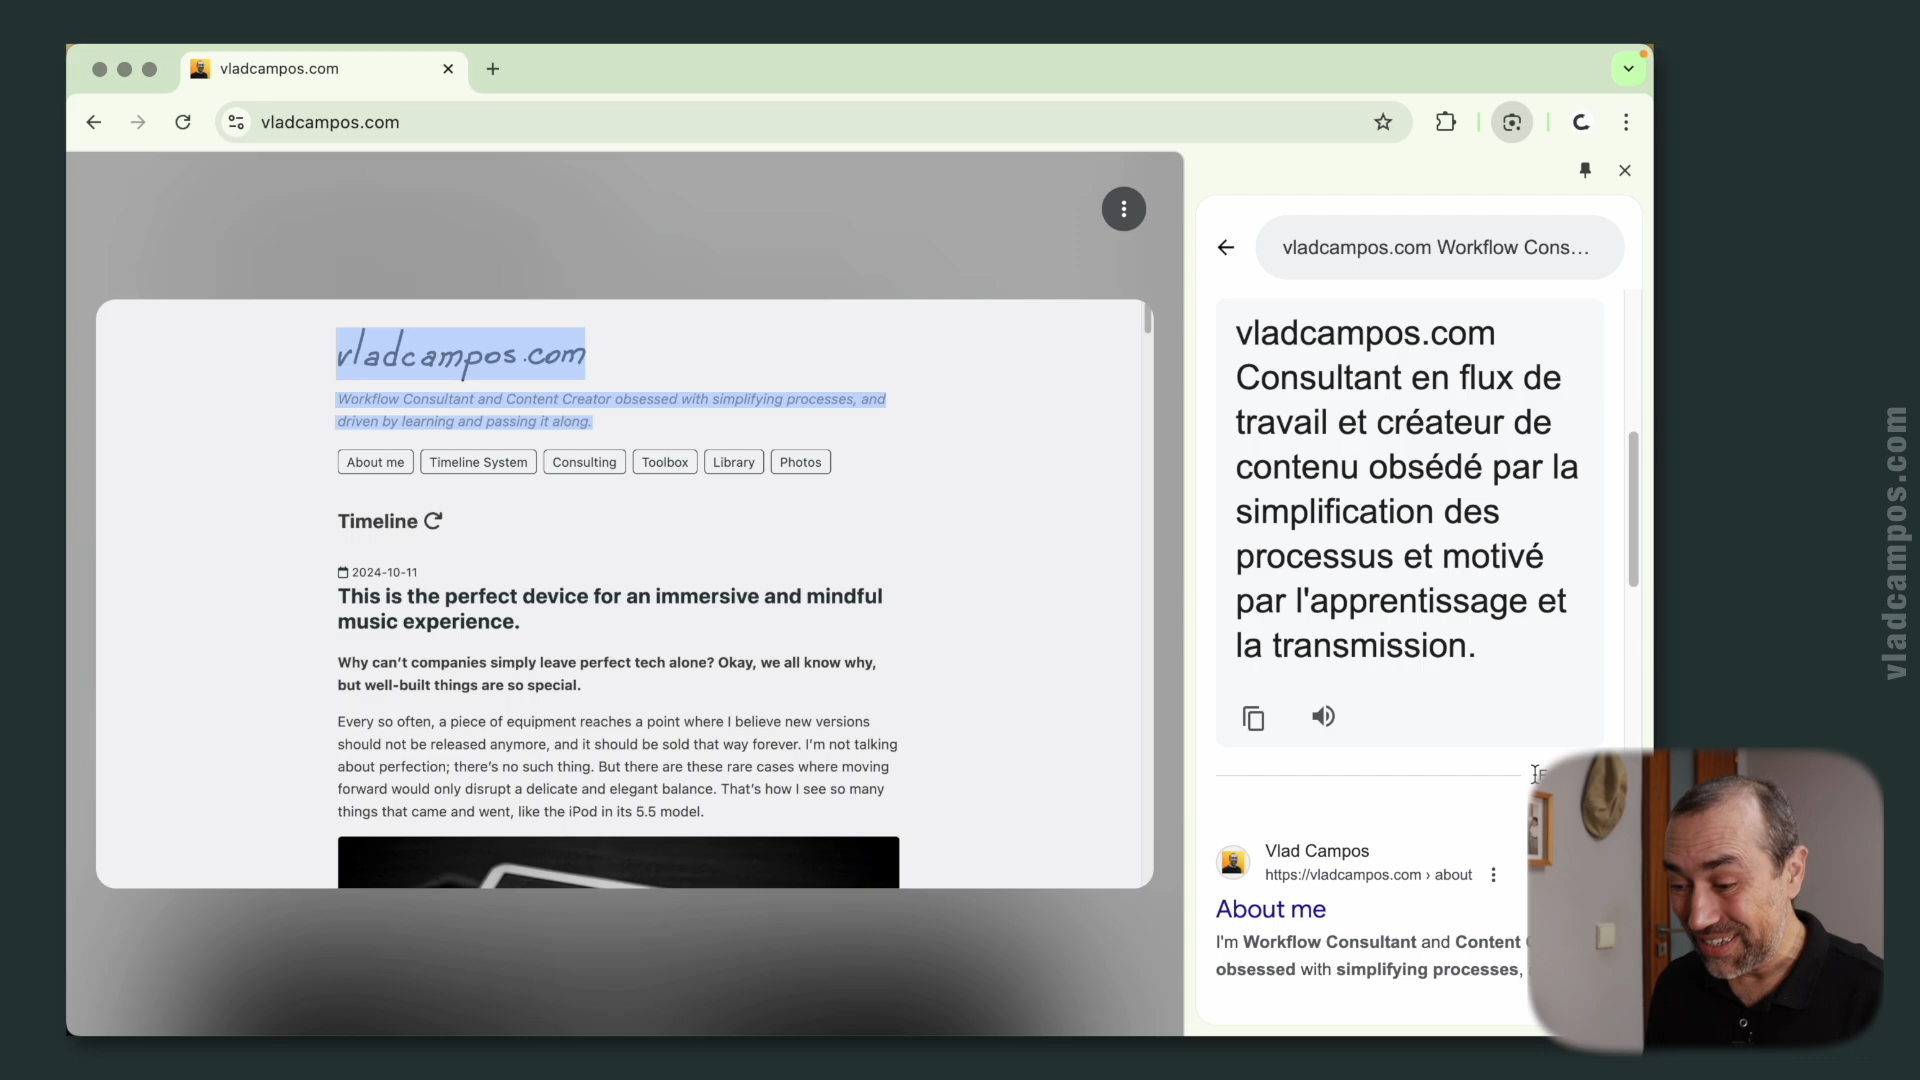 vladcampos.com
vladcampos.com
vladcampos.com
Workflow Consultant and Content Creator obsessed with simplifying processes, and
driven by learning and passing it along.
About me
Timeline System
Consulting
Toolbox
Library
Photos
Timeline
2024-10-11
This is the perfect device for an immersive and mindful
music experience.
Why can’t companies simply leave perfect tech alone? Okay, we all know why,
but well-built things are so special.
Every so often, a piece of equipment reaches a point where I believe new versions
should not be released anymore, and it should be sold that way forever. I’m not talking
about perfection; there’s no such thing. But there are these rare cases where moving
forward would only disrupt a delicate and elegant balance. That’s how I see so many
things that came and went, like the iPod in its 5.5 model.
vladcampos.com Workflow Cons...
vladcampos.com
Consultant en flux de
travail et créateur de
contenu obsédé par la
simplification des
processus et motivé
par l'apprentissage et
la transmission.
Vlad Campos
https://vladcampos.com › about
About me
I'm Workflow Consultant and Content
obsessed with simplifying processes,
vladcampos.com